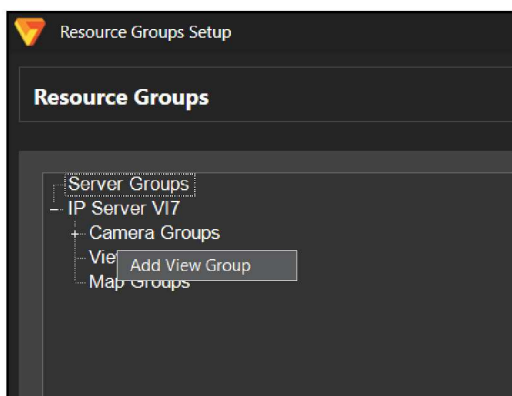 Resource Groups Setup
Resource Groups
Server Groups
IP Server VI7
Camera Groups
Add View Group
Map Groups